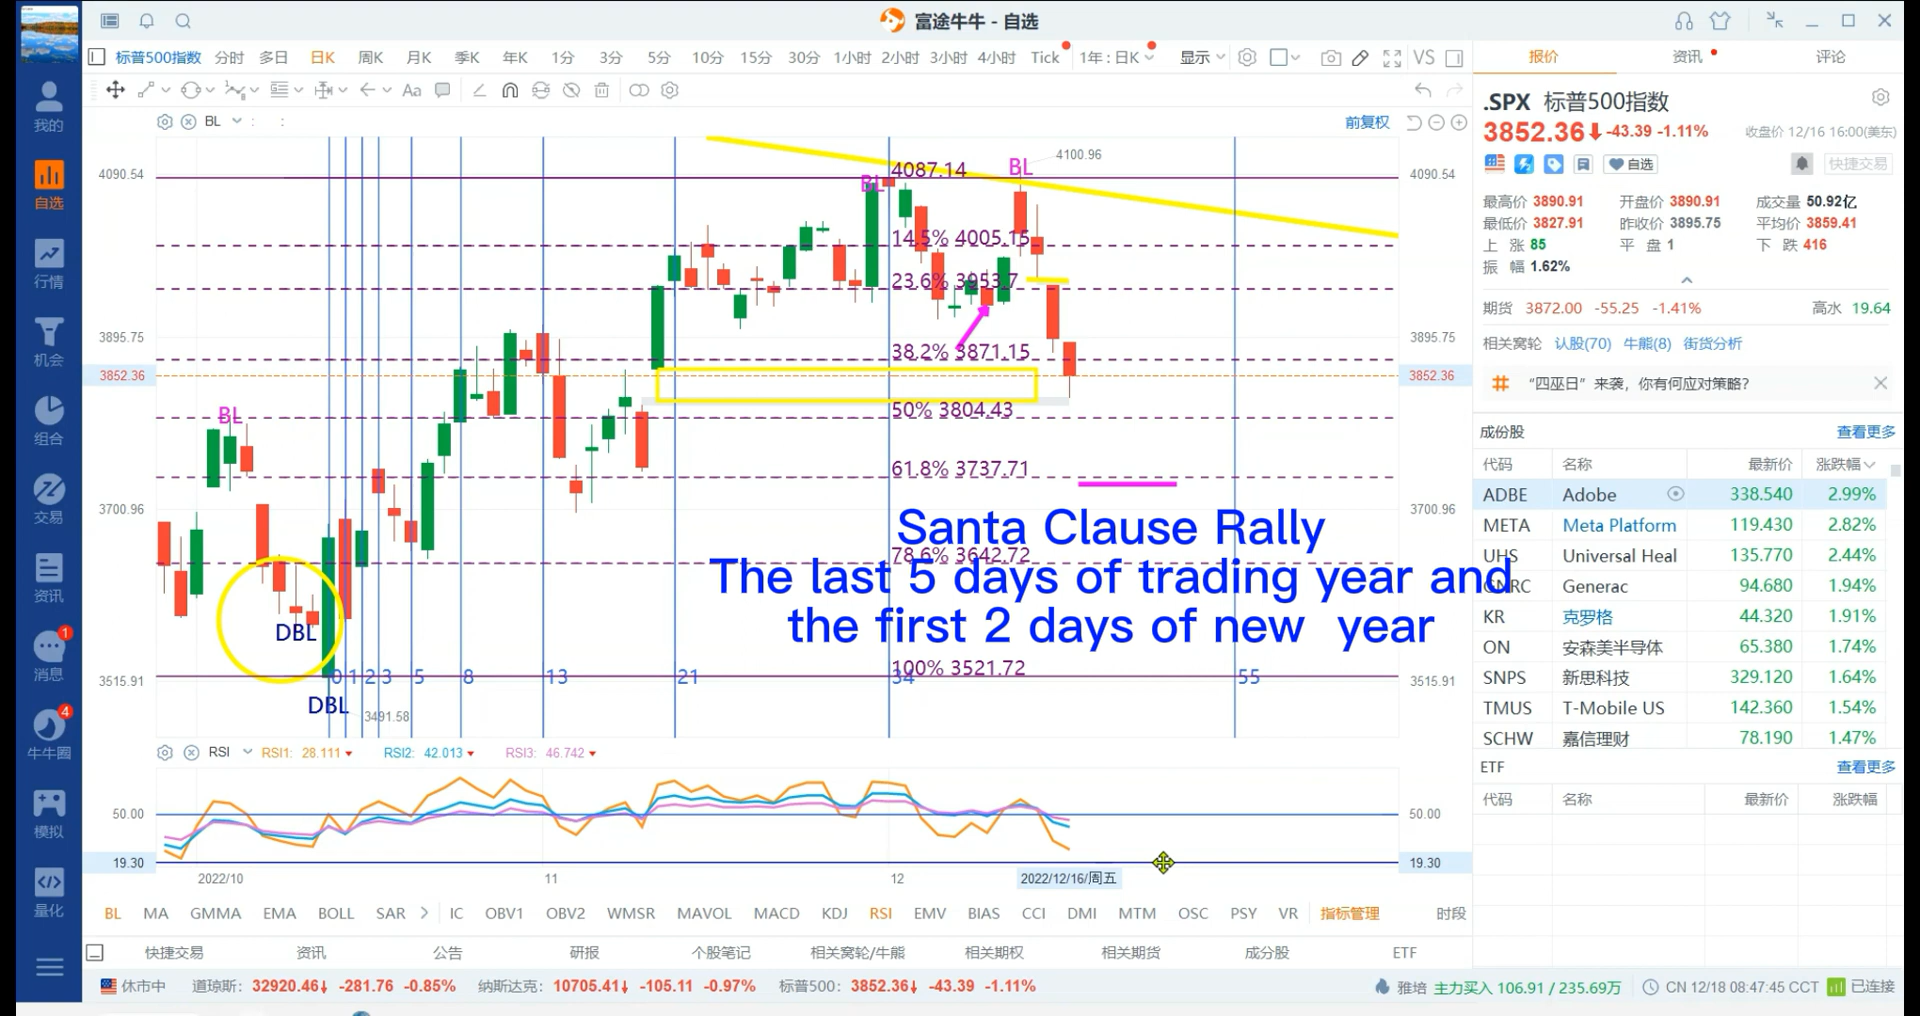 富途牛牛 - 自选
标普500指数 分时 多日 日K 周K 月K 季K 年K 1分 3分 5分 10分 15分 30分 1小时 2小时 3小时 4小时 Tick 1年 : 日K 显示 VS
报价 资讯 评论
Aa
BL : :
前复权
我的
自选
行情
机会
组合
交易
资讯
1
消息
4
牛牛圈
模拟
量化
.SPX 标普500指数
3852.36 -43.39 -1.11% 收盘价 12/16 16:00(美东)
自选 快捷交易
最高价 3890.91 开盘价 3890.91 成交量 50.92亿
最低价 3827.91 昨收价 3895.75 平均价 3859.41
上涨 85 平盘 1 下跌 416
振幅 1.62%
期货 3872.00 -55.25 -1.41% 高水 19.64
相关窝轮 认股(70) 牛熊(8) 街货分析
“四巫日”来袭，你有何应对策略?
成份股 查看更多
代码 名称 最新价 涨跌幅
ADBE Adobe 338.540 2.99%
META Meta Platform 119.430 2.82%
UHS Universal Heal 135.770 2.44%
GNRC Generac 94.680 1.94%
KR 克罗格 44.320 1.91%
ON 安森美半导体 65.380 1.74%
SNPS 新思科技 329.120 1.64%
TMUS T-Mobile US 142.360 1.54%
SCHW 嘉信理财 78.190 1.47%
ETF 查看更多
代码 名称 最新价 涨跌幅
4090.54
3895.75
3852.36
3700.96
3515.91
4090.54
3895.75
3852.36
3700.96
3515.91
BL
BL
BL
4100.96
4087.14
14.5% 4005.15
23.6% 3953.7
38.2% 3871.15
50% 3804.43
61.8% 3737.71
78.6% 3642.72
100% 3521.72
Santa Clause Rally
The last 5 days of trading year and
the first 2 days of new year
DBL
DBL
3491.58
0 1 2 3 5 8 13 21 34 55
RSI RSI1: 28.111 RSI2: 42.013 RSI3: 46.742
50.00 50.00
19.30 19.30
2022/10 11 12 2022/12/16/周五
BL MA GMMA EMA BOLL SAR IC OBV1 OBV2 WMSR MAVOL MACD KDJ RSI EMV BIAS CCI DMI MTM OSC PSY VR 指标管理 时段
快捷交易 资讯 公告 研报 个股笔记 相关窝轮/牛熊 相关期权 相关期货 成分股 ETF
休市中 道琼斯: 32920.46 -281.76 -0.85% 纳斯达克: 10705.41 -105.11 -0.97% 标普500: 3852.36 -43.39 -1.11% 雅培 主力买入 106.91 / 235.69万 CN 12/18 08:47:45 CCT 已连接